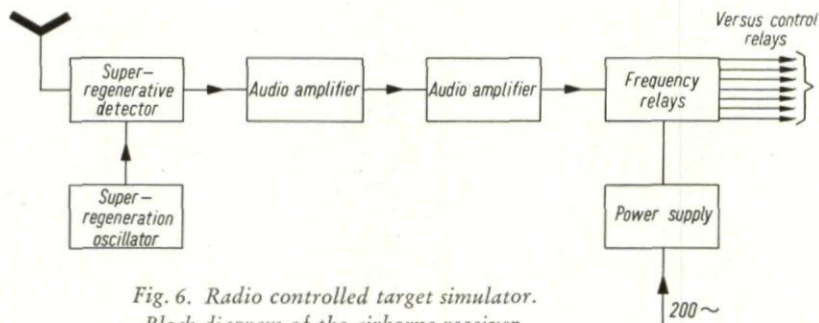 Versus control
relays
Super–
regenerative
detector
Audio amplifier
Audio amplifier
Frequency
relays
Super–
regeneration
oscillator
Power supply
200~
Fig. 6. Radio controlled target simulator.
Block diagram of the airborne receiver